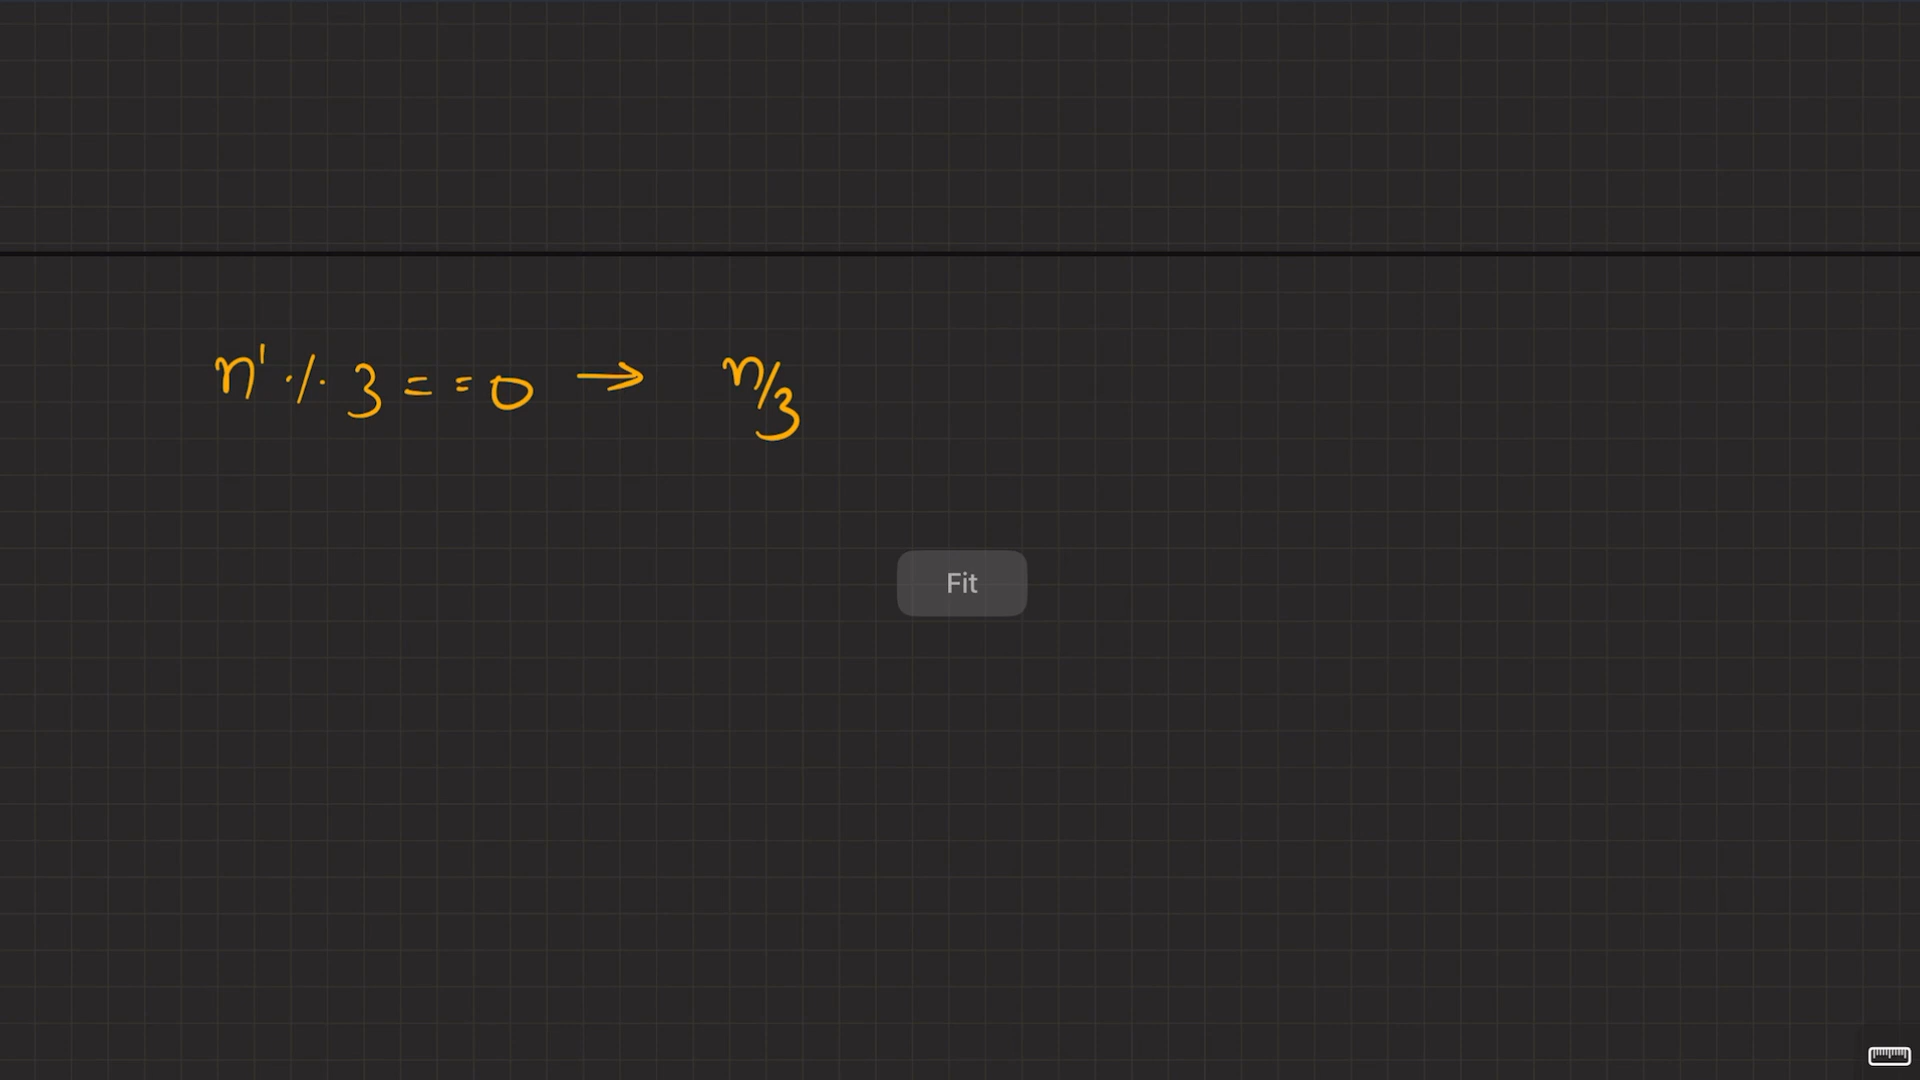 n' % 3 == 0 → n/3
Fit